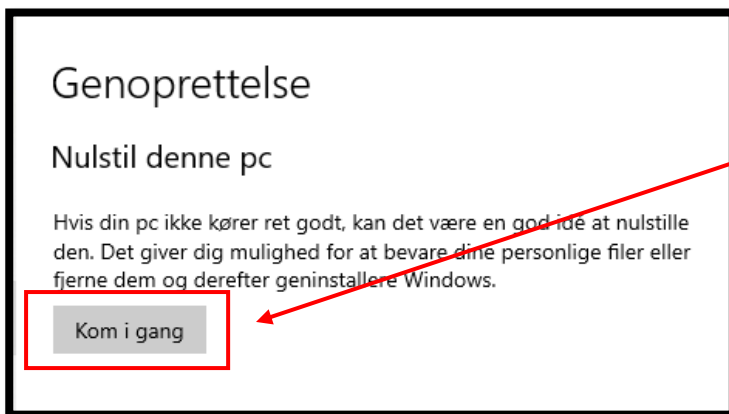 Genoprettelse
Nulstil denne pc
Hvis din pc ikke kører ret godt, kan det være en god idé at nulstille
den. Det giver dig mulighed for at bevare dine personlige filer eller
fjerne dem og derefter geninstallere Windows.
Kom i gang